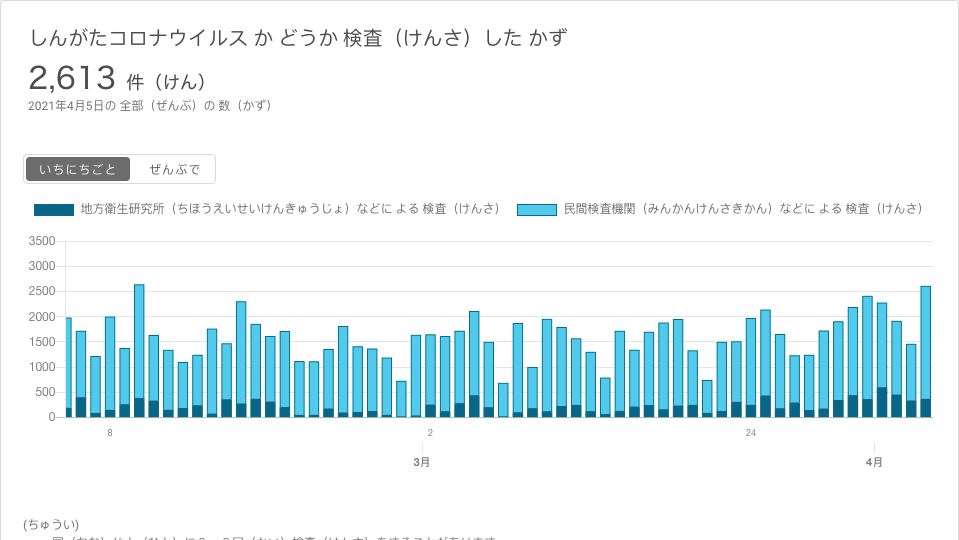 しんがたコロナウイルス か どうか 検査（けんさ）した かず
2,613 件（けん）
2021年4月5日の 全部（ぜんぶ）の 数（かず）
いちにちごと ぜんぶで
地方衛生研究所（ちほうえいせいけんきゅうじょ）などに よる 検査（けんさ） 民間検査機関（みんかんけんさきかん）などに よる 検査（けんさ）
3500
3000
2500
2000
1500
1000
500
0
8 2 24
3月 4月
(ちゅうい)